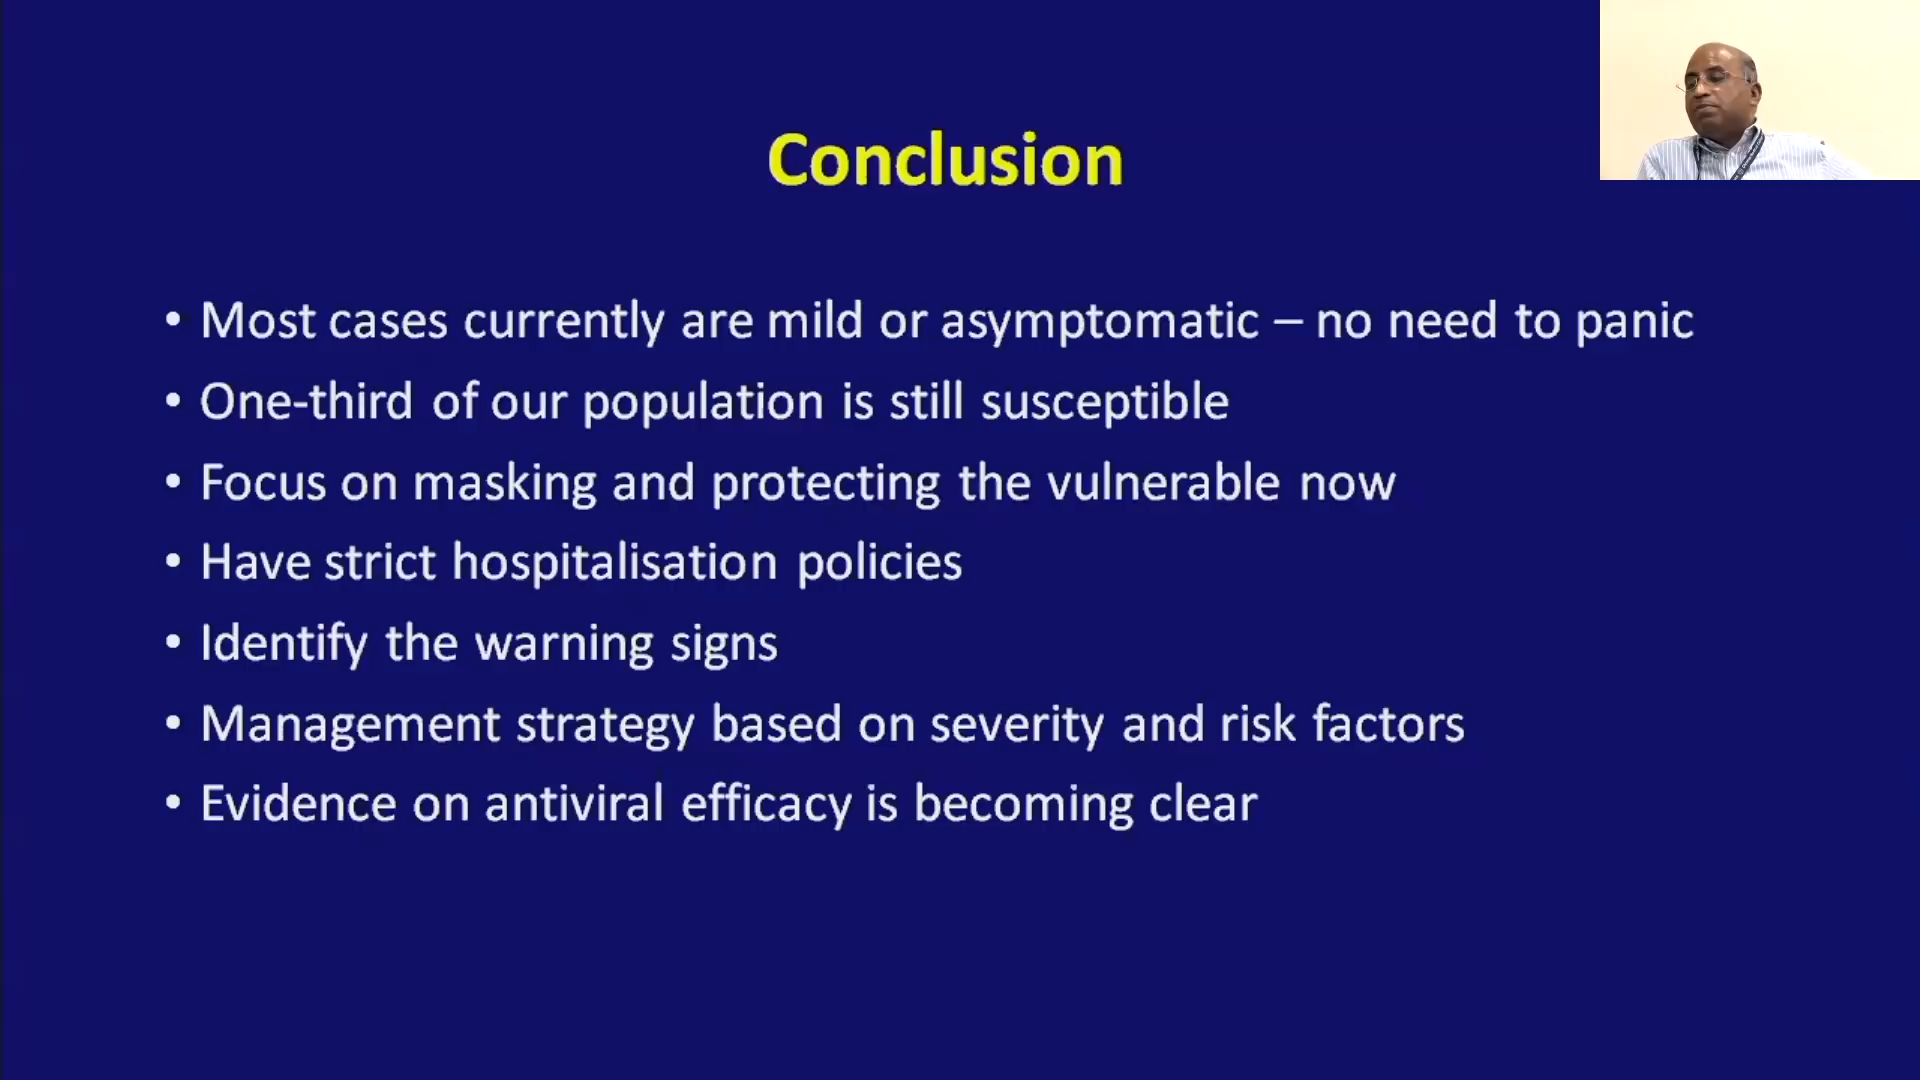 Conclusion
• Most cases currently are mild or asymptomatic – no need to panic
• One-third of our population is still susceptible
• Focus on masking and protecting the vulnerable now
• Have strict hospitalisation policies
• Identify the warning signs
• Management strategy based on severity and risk factors
• Evidence on antiviral efficacy is becoming clear